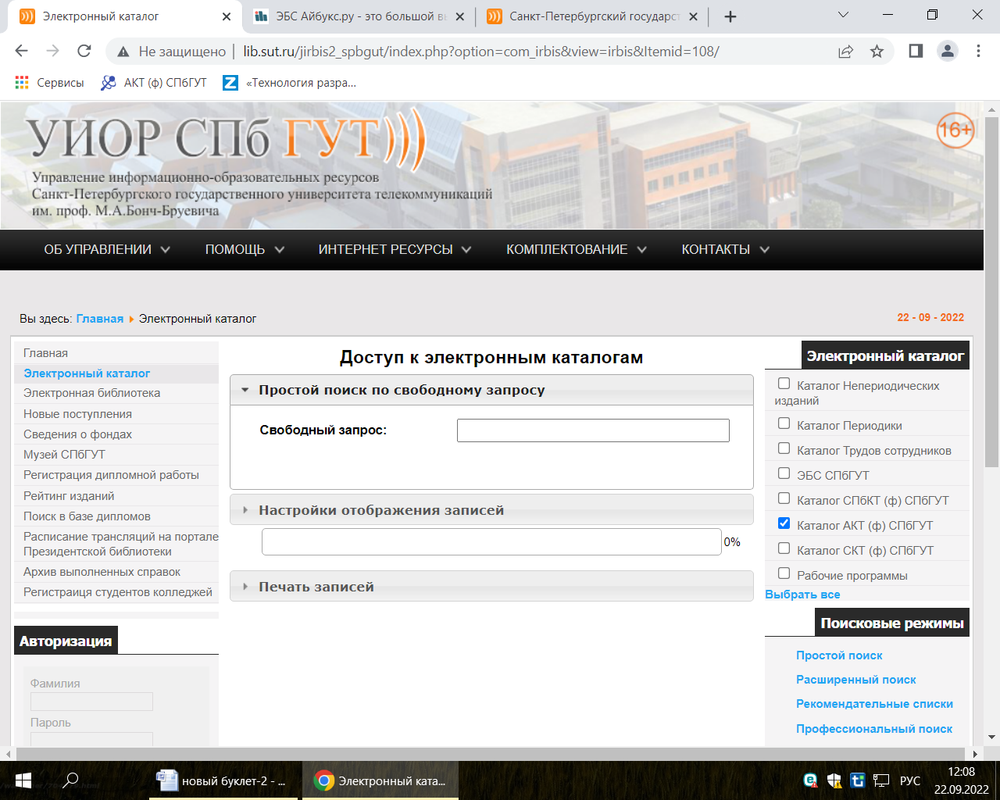 Электронный каталог
ЭБС Айбукс.ру - это большой вы
Санкт-Петербургский государст
Не защищено
lib.sut.ru/jirbis2_spbgut/index.php?option=com_irbis&view=irbis&Itemid=108/
Сервисы
АКТ (ф) СПбГУТ
«Технология разра...
УИОР СПб ГУТ)))
16+
Управление информационно-образовательных ресурсов
Санкт-Петербургского государственного университета телекоммуникаций
им. проф. М.А.Бонч-Бруевича
ОБ УПРАВЛЕНИИ
ПОМОЩЬ
ИНТЕРНЕТ РЕСУРСЫ
КОМПЛЕКТОВАНИЕ
КОНТАКТЫ
Вы здесь: Главная Электронный каталог
22 - 09 - 2022
Главная
Электронный каталог
Электронная библиотека
Новые поступления
Сведения о фондах
Музей СПбГУТ
Регистрация дипломной работы
Рейтинг изданий
Поиск в базе дипломов
Расписание трансляций на портале
Президентской библиотеки
Архив выполненных справок
Регистраиця студентов колледжей
Авторизация
Фамилия
Пароль
Доступ к электронным каталогам
Простой поиск по свободному запросу
Свободный запрос:
Настройки отображения записей
0%
Печать записей
Электронный каталог
Каталог Непериодических
изданий
Каталог Периодики
Каталог Трудов сотрудников
ЭБС СПбГУТ
Каталог СПбКТ (ф) СПбГУТ
Каталог АКТ (ф) СПбГУТ
Каталог СКТ (ф) СПбГУТ
Рабочие программы
Выбрать все
Поисковые режимы
Простой поиск
Расширенный поиск
Рекомендательные списки
Профессиональный поиск
новый буклет-2 - ...
Электронный ката...
РУС
12:08
22.09.2022